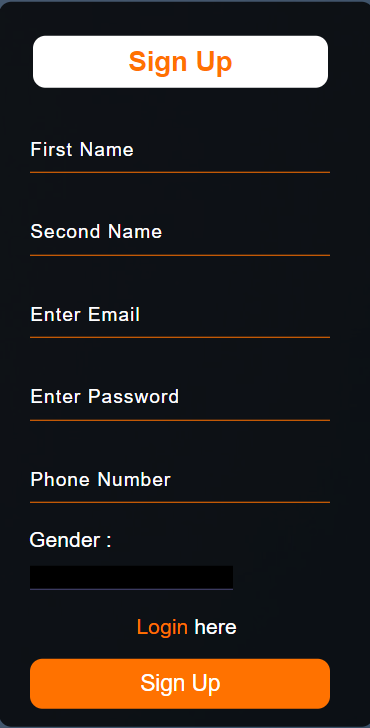 Sign Up
First Name
Second Name
Enter Email
Enter Password
Phone Number
Gender :
Login here
Sign Up